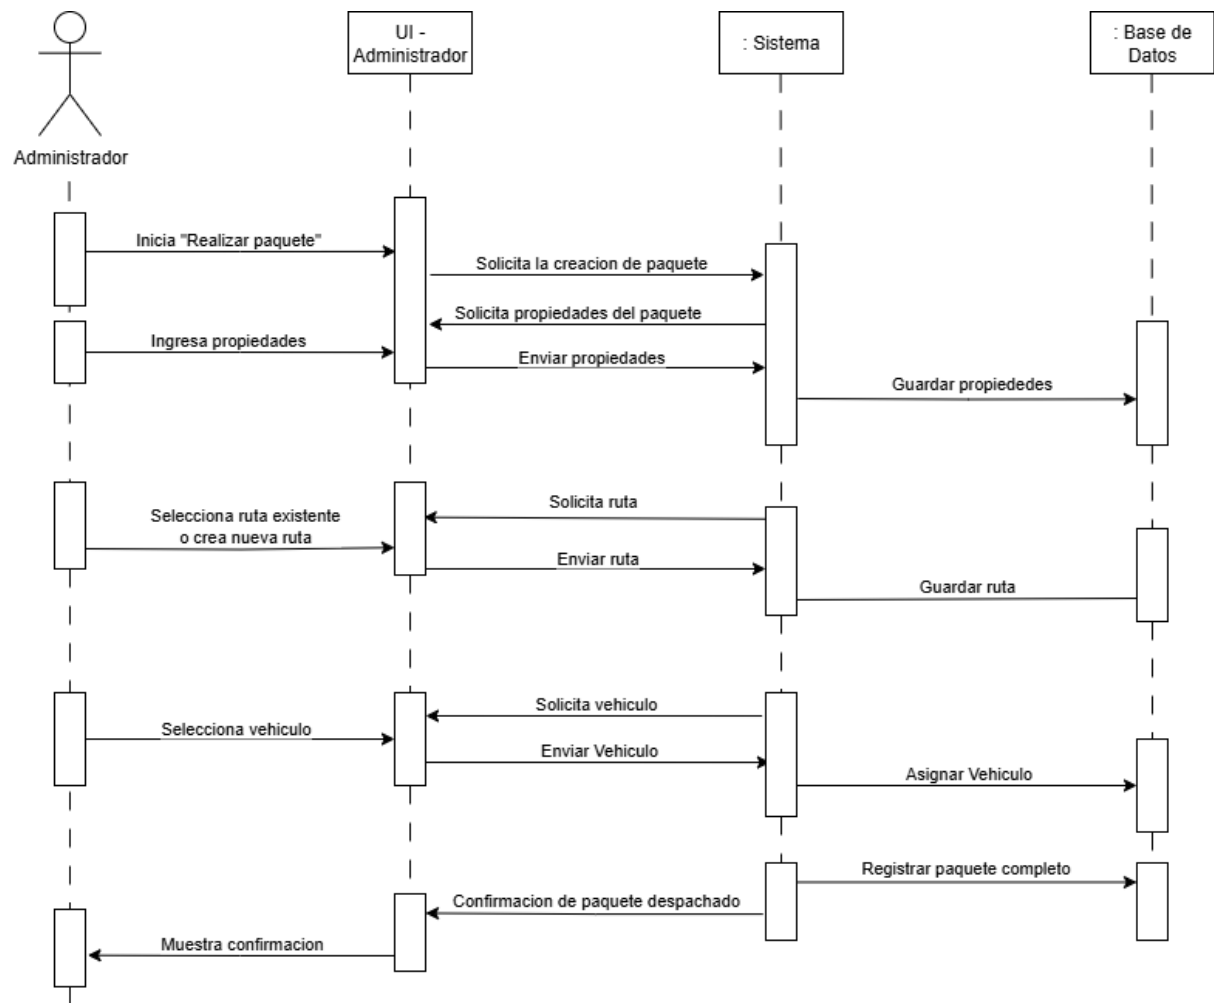 UI -
Administrador
: Sistema
: Base de
Datos
Administrador
Inicia "Realizar paquete"
Solicita la creacion de paquete
Solicita propiedades del paquete
Ingresa propiedades
Enviar propiedades
Guardar propiededes
Solicita ruta
Selecciona ruta existente
o crea nueva ruta
Enviar ruta
Guardar ruta
Solicita vehiculo
Selecciona vehiculo
Enviar Vehiculo
Asignar Vehiculo
Registrar paquete completo
Confirmacion de paquete despachado
Muestra confirmacion